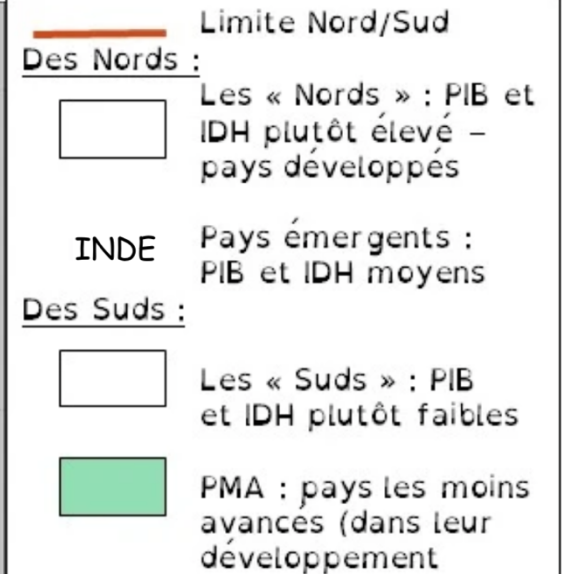 Limite Nord/Sud
Des Nords :
Les « Nords » : PIB et
IDH plutôt élevé –
pays développés
INDE
Pays émergents :
PIB et IDH moyens
Des Suds :
Les « Suds » : PIB
et IDH plutôt faibles
PMA : pays les moins
avancés (dans leur
développement